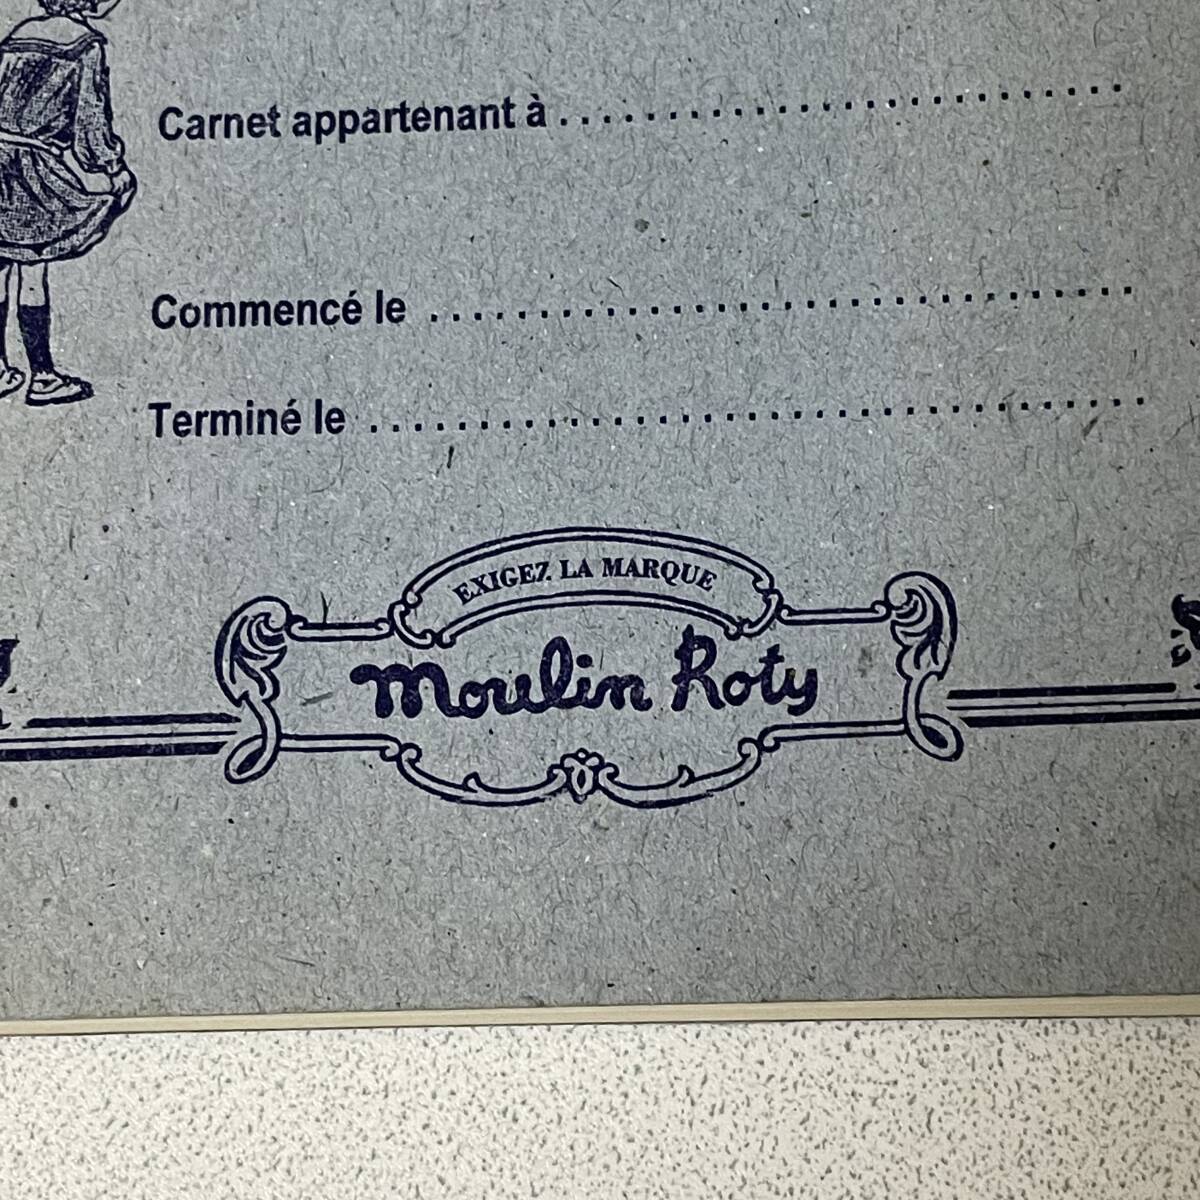 Carnet appartenant à ..............................
Commencé le ..............................
Terminé le ..............................
EXIGEZ LA MARQUE
Moulin Roty